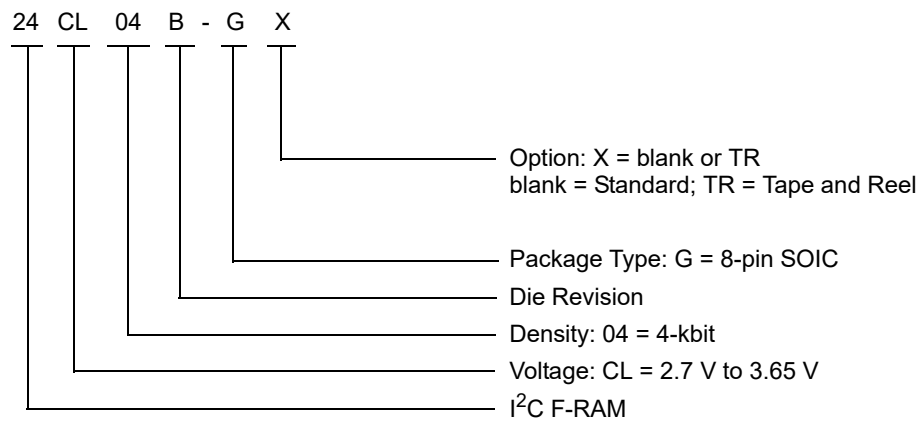 24 CL 04 B - G X
Option: X = blank or TR
blank = Standard; TR = Tape and Reel
Package Type: G = 8-pin SOIC
Die Revision
Density: 04 = 4-kbit
Voltage: CL = 2.7 V to 3.65 V
I²C F-RAM